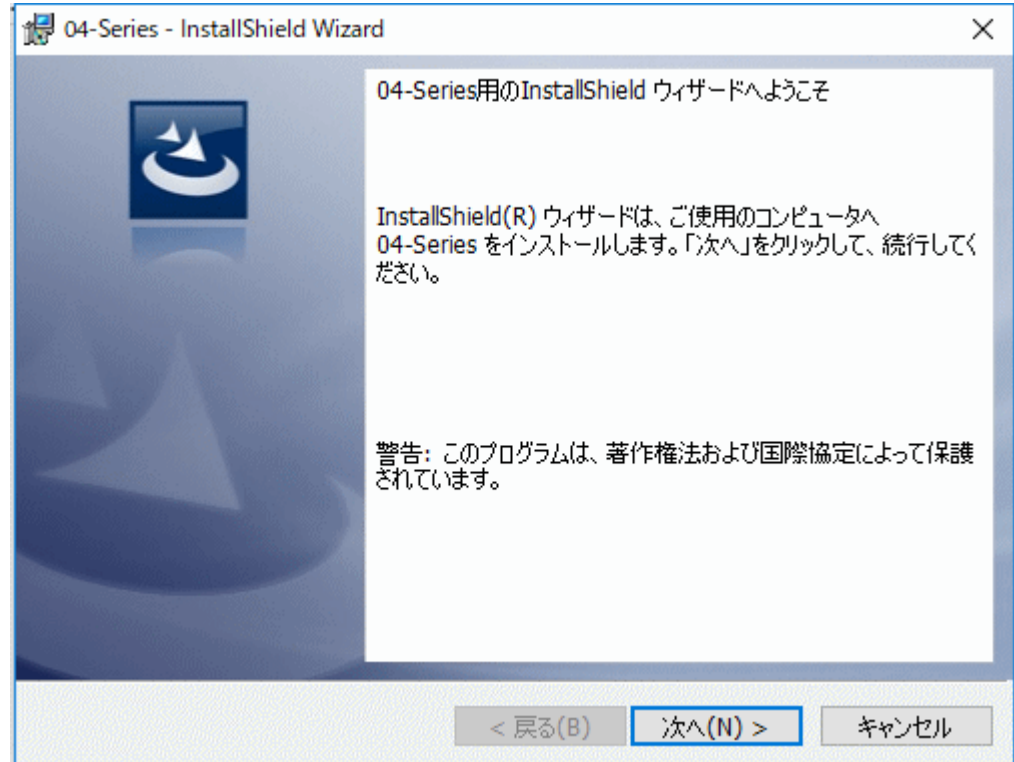 04-Series - InstallShield Wizard
04-Series用のInstallShield ウィザードへようこそ
InstallShield(R) ウィザードは、ご使用のコンピュータへ
04-Series をインストールします。「次へ」をクリックして、続行してく
ださい。
警告: このプログラムは、著作権法および国際協定によって保護
されています。
< 戻る(B)
次へ(N) >
キャンセル